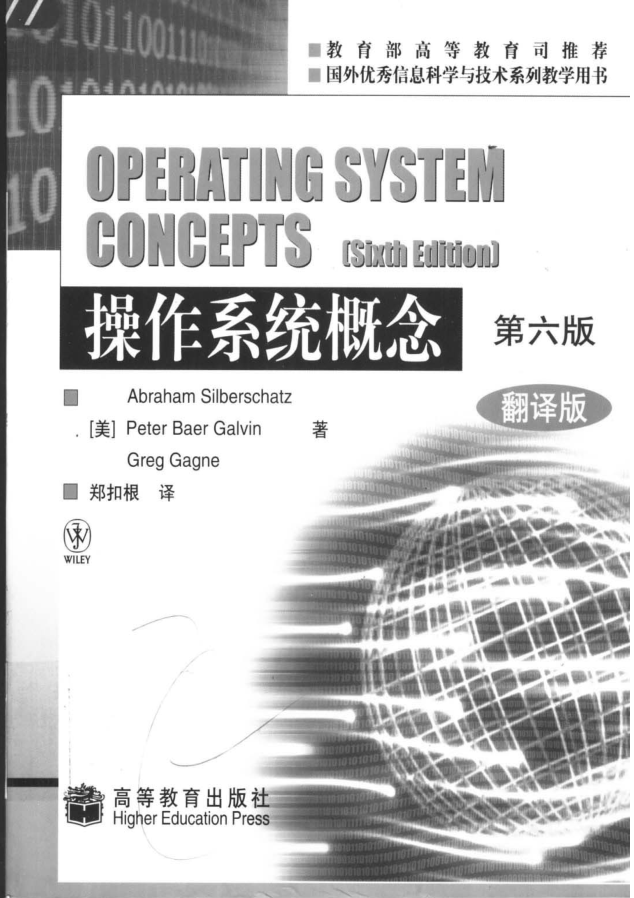 教育部高等教育司推荐
国外优秀信息科学与技术系列教学用书
OPERATING SYSTEM
CONCEPTS (Sixth Edition)
操作系统概念 第六版
翻译版
Abraham Silberschatz
[美] Peter Baer Galvin 著
Greg Gagne
郑扣根 译
WILEY
高等教育出版社
Higher Education Press